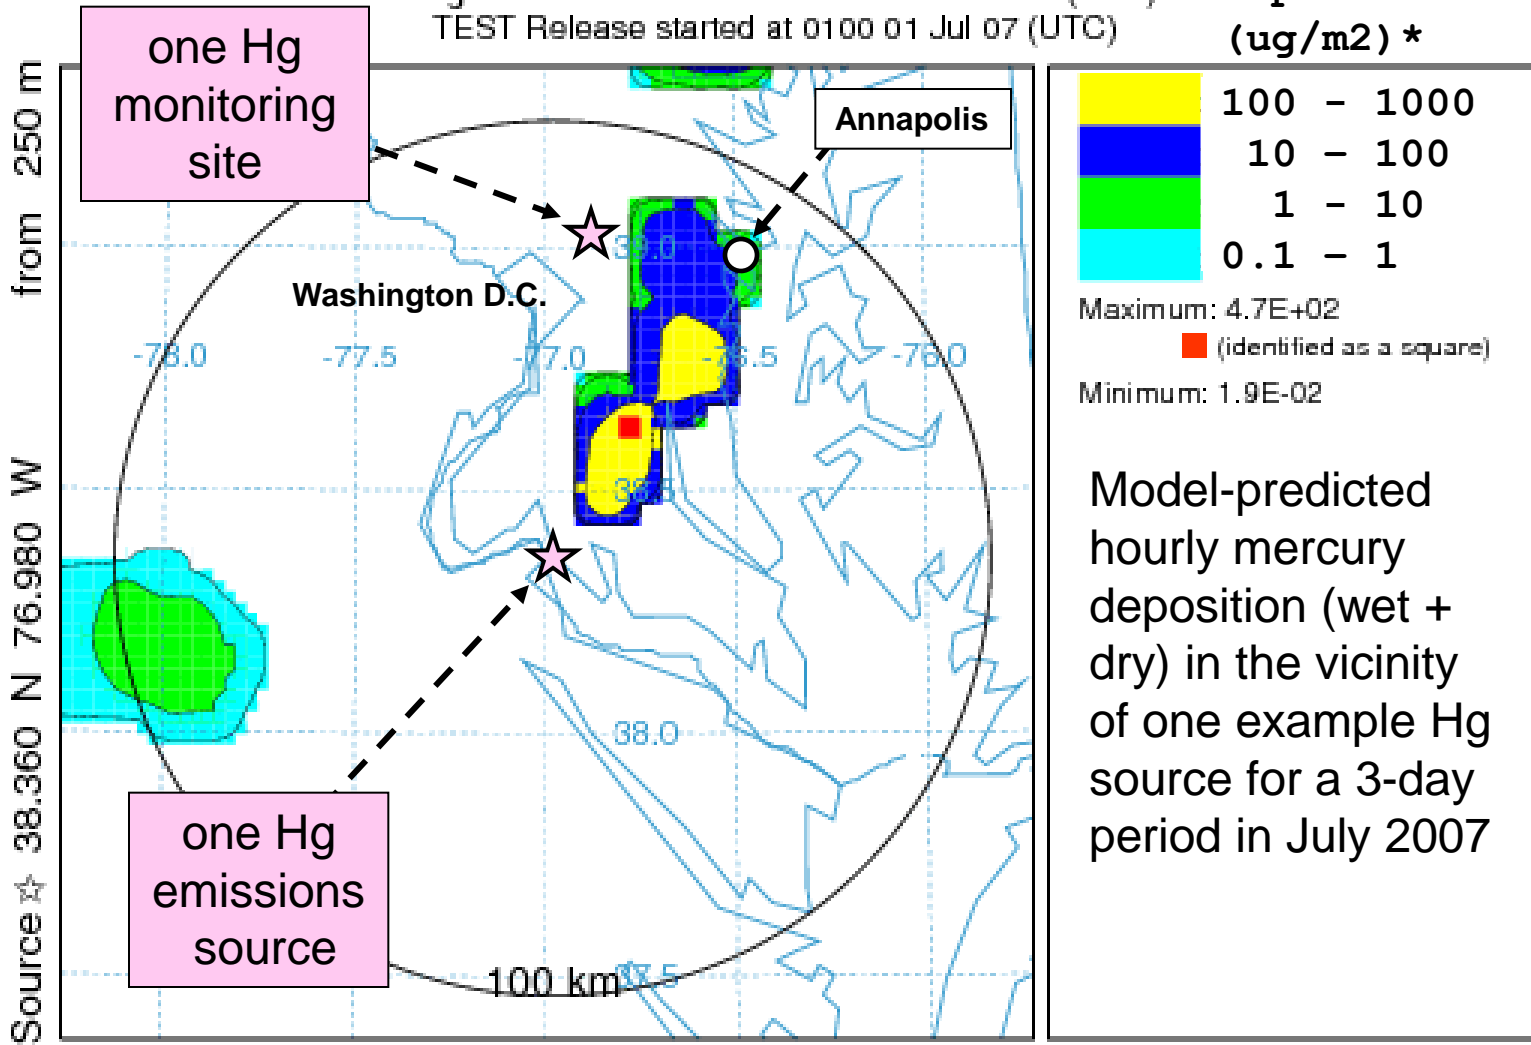 TEST Release started at 0100 01 Jul 07 (UTC)
(ug/m2)*
one Hg
monitoring
site
Annapolis
Washington D.C.
39.0
-78.0
-77.5
-77.0
-76.5
-76.0
38.5
38.0
37.5
100 km
one Hg
emissions
source
Source ☆ 38.360 N 76.980 W from 250 m
100 - 1000
10 - 100
1 - 10
0.1 - 1
Maximum: 4.7E+02
(identified as a square)
Minimum: 1.9E-02
Model-predicted
hourly mercury
deposition (wet +
dry) in the vicinity
of one example Hg
source for a 3-day
period in July 2007